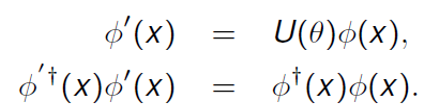 ϕ′(x) = U(θ)ϕ(x),
ϕ′†(x)ϕ′(x) = ϕ†(x)ϕ(x).